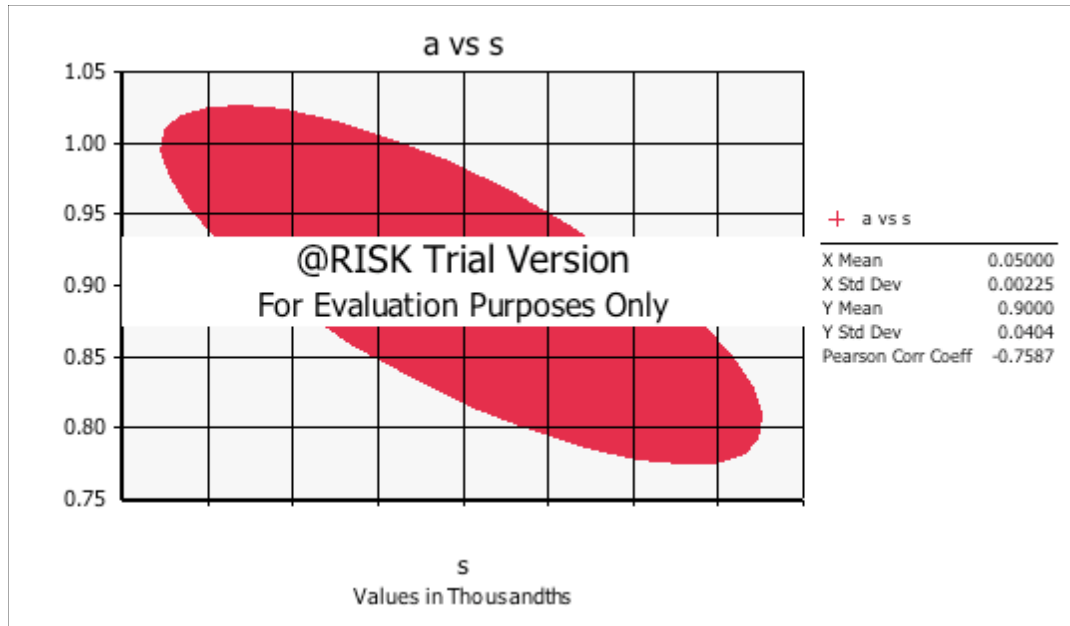 a vs s
1.05
1.00
0.95
0.90
0.85
0.80
0.75
@RISK Trial Version
For Evaluation Purposes Only
s
Values in Thousandths
a vs s
X Mean 0.05000
X Std Dev 0.00225
Y Mean 0.9000
Y Std Dev 0.0404
Pearson Corr Coeff -0.7587